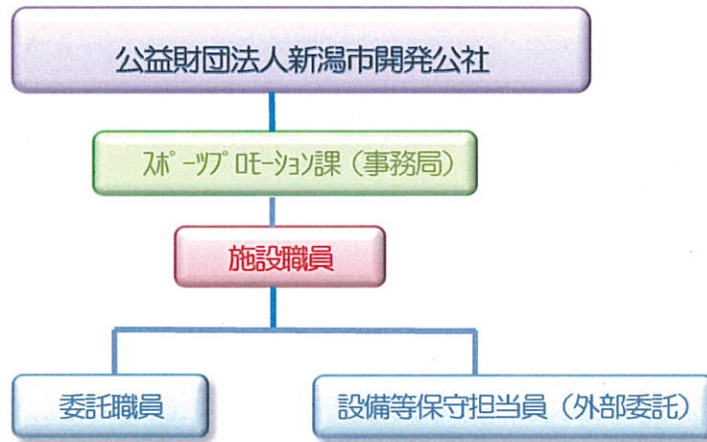 公益財団法人新潟市開発公社
ｽﾎﾟｰﾂﾌﾟﾛﾓｰｼｮﾝ課（事務局）
施設職員
委託職員
設備等保守担当員（外部委託）